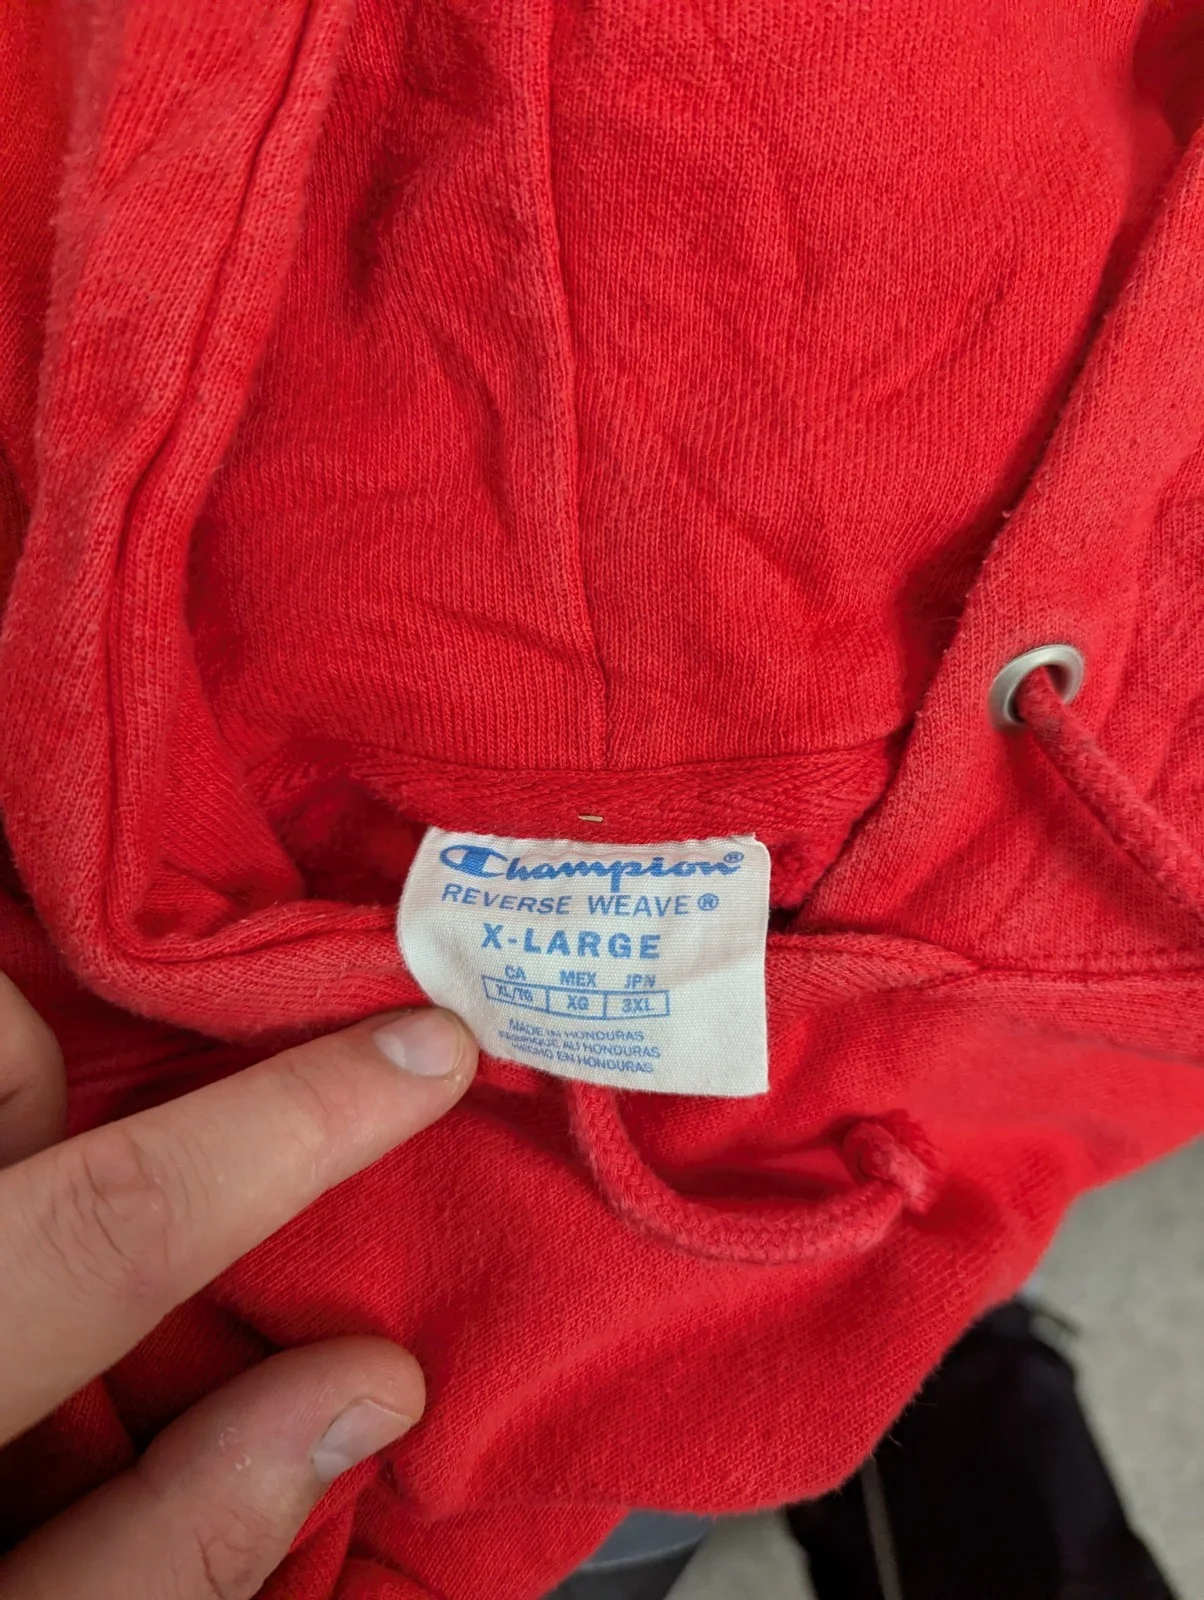 Champion®
REVERSE WEAVE®
X-LARGE
CA MEX JPN
XL/TG XG 3XL
MADE IN HONDURAS
FABRIQUÉ AU HONDURAS
HECHO EN HONDURAS